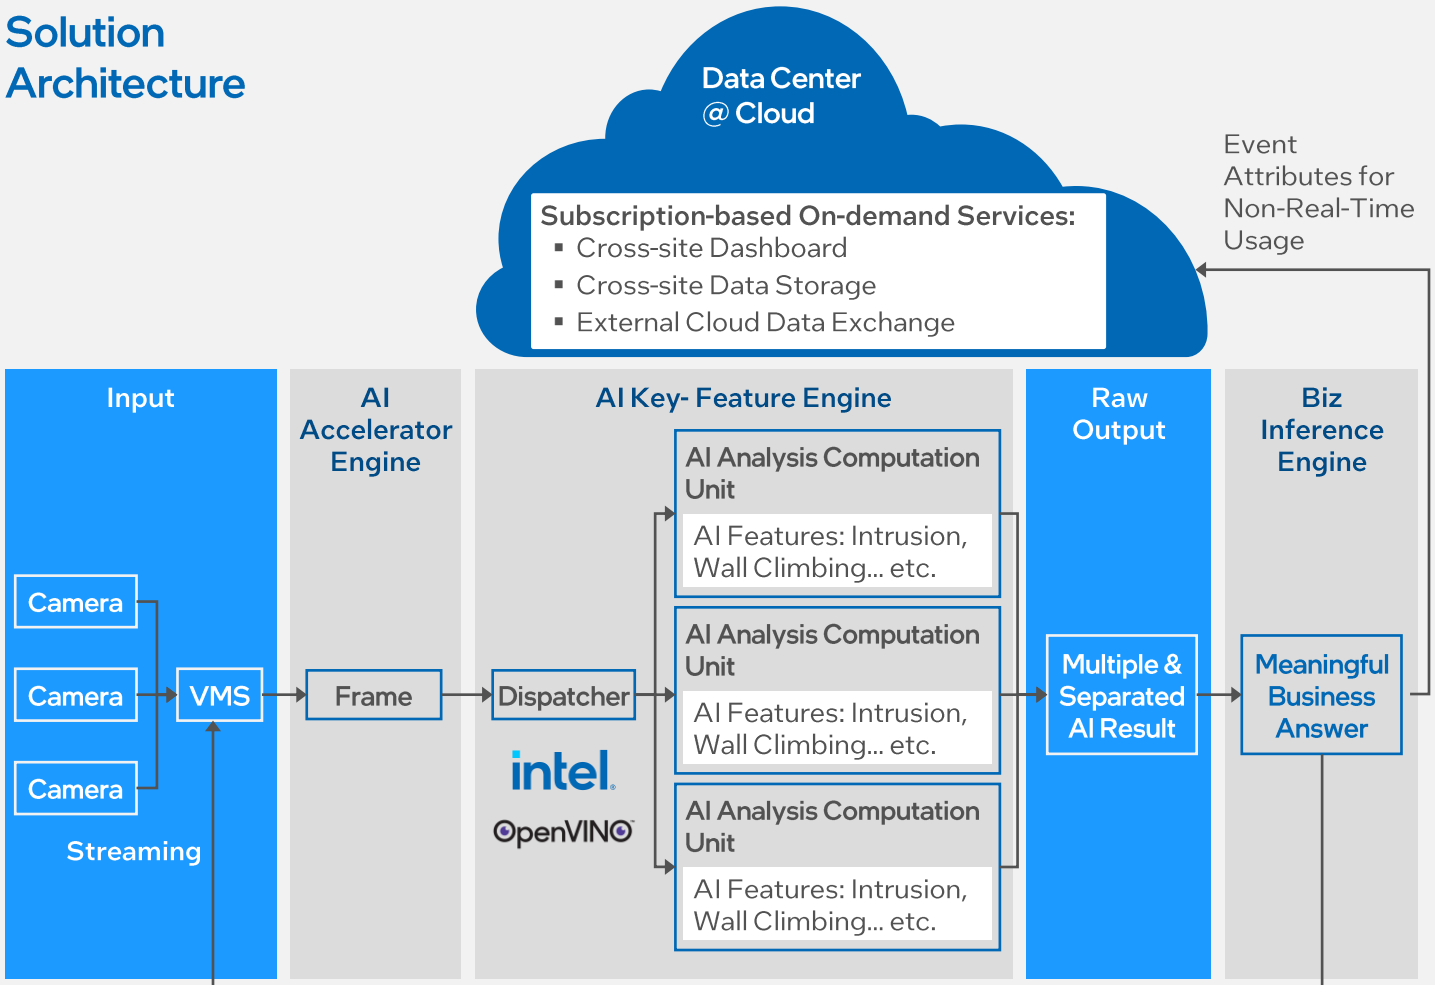 Solution
Architecture
Data Center
@ Cloud
Subscription-based On-demand Services:
▪ Cross-site Dashboard
▪ Cross-site Data Storage
▪ External Cloud Data Exchange
Event
Attributes for
Non-Real-Time
Usage
Input
Camera
Camera
Camera
VMS
Streaming
AI
Accelerator
Engine
Frame
AI Key- Feature Engine
Dispatcher
intel®
OpenVINO™
AI Analysis Computation
Unit
AI Features: Intrusion,
Wall Climbing... etc.
AI Analysis Computation
Unit
AI Features: Intrusion,
Wall Climbing... etc.
AI Analysis Computation
Unit
AI Features: Intrusion,
Wall Climbing... etc.
Raw
Output
Multiple &
Separated
AI Result
Biz
Inference
Engine
Meaningful
Business
Answer